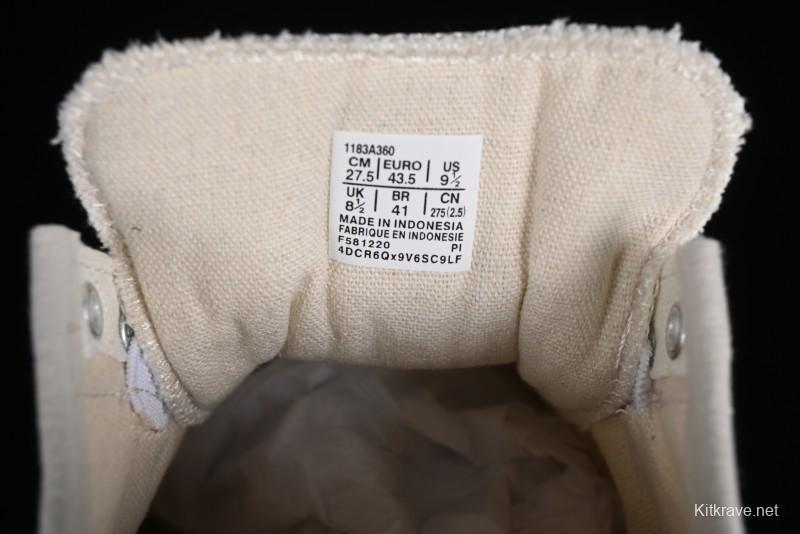 1183A360
CM | EURO | US
27.5 | 43.5 | 9½
UK | BR | CN
8½ | 41 | 275(2.5)
MADE IN INDONESIA
FABRIQUE EN INDONESIE
F581220 PI
4DCR6Qx9V6SC9LF
Kitkrave.net